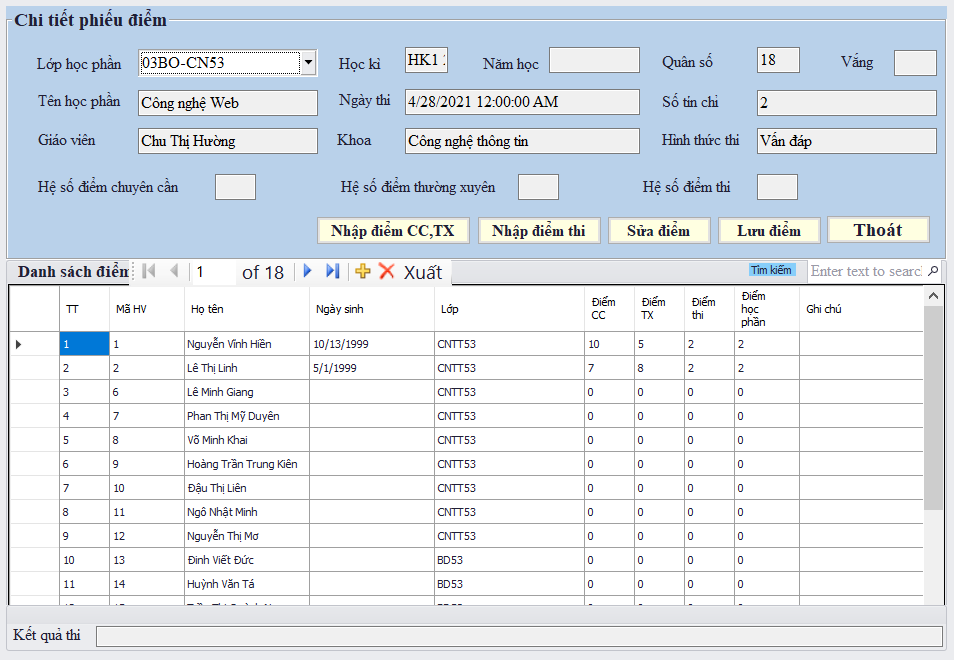 Chi tiết phiếu điểm
Lớp học phần 03BO-CN53 Học kì HK1 Năm học Quân số 18 Vắng
Tên học phần Công nghệ Web Ngày thi 4/28/2021 12:00:00 AM Số tín chỉ 2
Giáo viên Chu Thị Hường Khoa Công nghệ thông tin Hình thức thi Vấn đáp
Hệ số điểm chuyên cần Hệ số điểm thường xuyên Hệ số điểm thi
Nhập điểm CC,TX Nhập điểm thi Sửa điểm Lưu điểm Thoát
Danh sách điểm 1 of 18 Xuất Tìm kiếm Enter text to searc
TT Mã HV Họ tên Ngày sinh Lớp Điểm CC Điểm TX Điểm thi Điểm học phần Ghi chú
1 1 Nguyễn Vĩnh Hiền 10/13/1999 CNTT53 10 5 2 2
2 2 Lê Thị Linh 5/1/1999 CNTT53 7 8 2 2
3 6 Lê Minh Giang CNTT53 0 0 0 0
4 7 Phan Thị Mỹ Duyên CNTT53 0 0 0 0
5 8 Võ Minh Khai CNTT53 0 0 0 0
6 9 Hoàng Trần Trung Kiên CNTT53 0 0 0 0
7 10 Đậu Thị Liên CNTT53 0 0 0 0
8 11 Ngô Nhật Minh CNTT53 0 0 0 0
9 12 Nguyễn Thị Mơ CNTT53 0 0 0 0
10 13 Đinh Viết Đức BD53 0 0 0 0
11 14 Huỳnh Văn Tá BD53 0 0 0 0
Kết quả thi